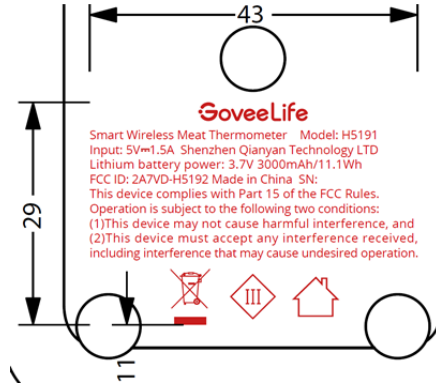 43
GoveeLife
Smart Wireless Meat Thermometer Model: H5191
Input: 5V⎓1.5A Shenzhen Qianyan Technology LTD
Lithium battery power: 3.7V 3000mAh/11.1Wh
FCC ID: 2A7VD-H5192 Made in China SN:
This device complies with Part 15 of the FCC Rules.
Operation is subject to the following two conditions:
(1)This device may not cause harmful interference, and
(2)This device must accept any interference received,
including interference that may cause undesired operation.
29
III
11